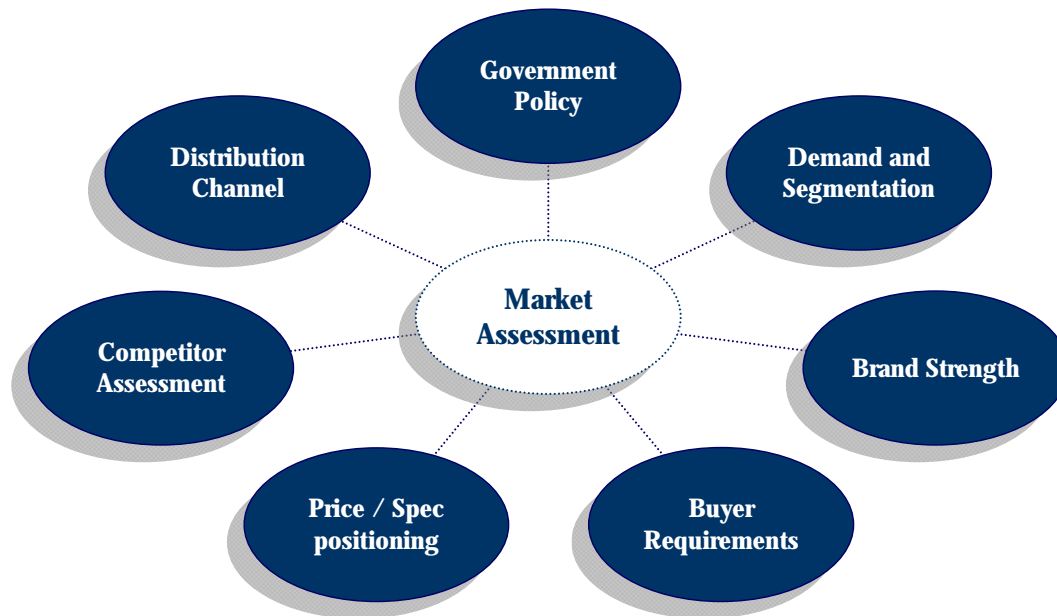 Government
Policy
Distribution
Channel
Demand and
Segmentation
Market
Assessment
Competitor
Assessment
Brand Strength
Price / Spec
positioning
Buyer
Requirements